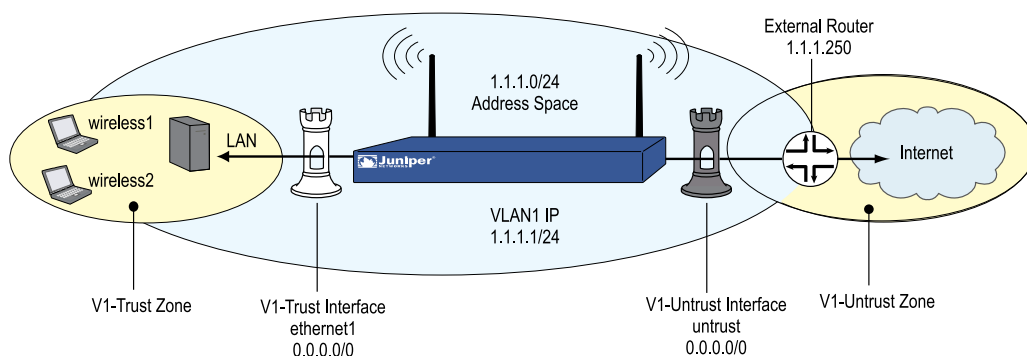 External Router
1.1.1.250
1.1.1.0/24
Address Space
wireless1
wireless2
LAN
Juniper
NETWORKS
Internet
VLAN1 IP
1.1.1.1/24
V1-Trust Zone
V1-Trust Interface
ethernet1
0.0.0.0/0
V1-Untrust Interface
untrust
0.0.0.0/0
V1-Untrust Zone